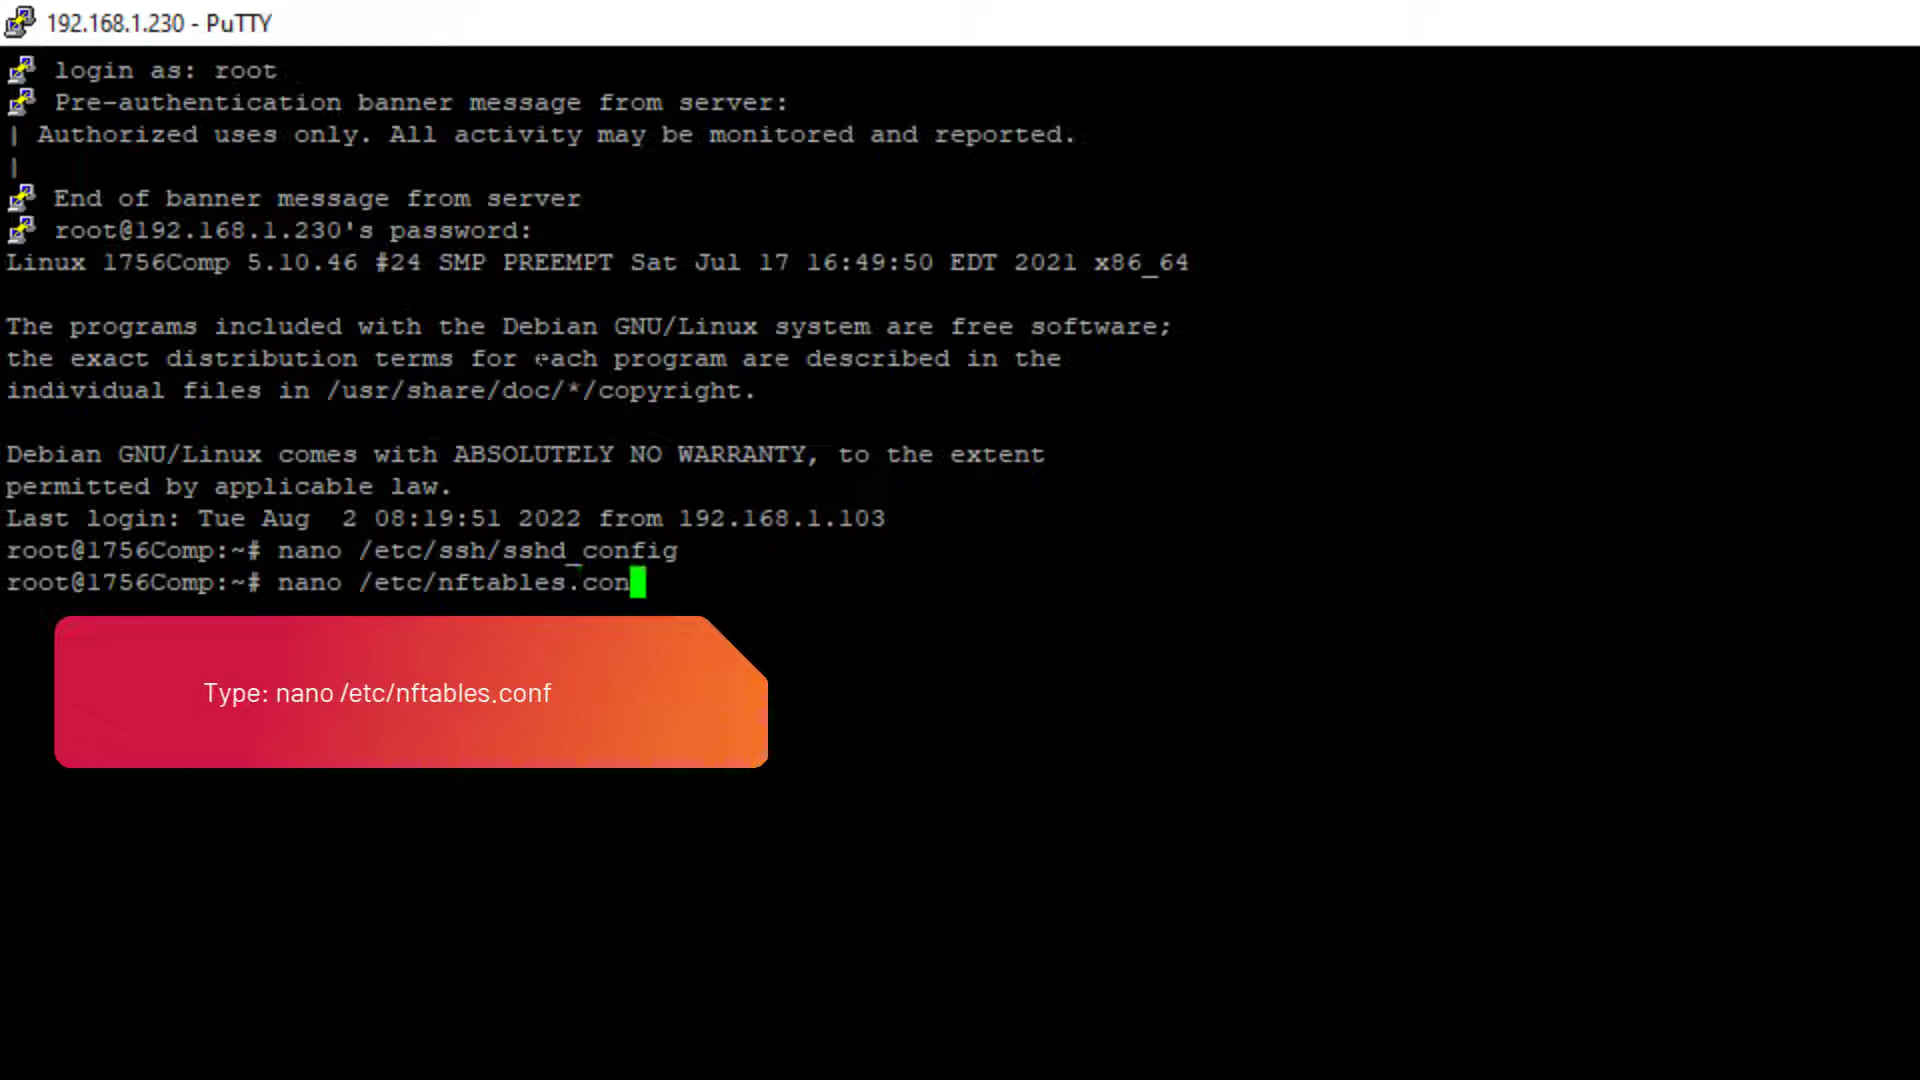 192.168.1.230 - PuTTY
login as: root
Pre-authentication banner message from server:
| Authorized uses only. All activity may be monitored and reported.
|
End of banner message from server
root@192.168.1.230's password:
Linux 1756Comp 5.10.46 #24 SMP PREEMPT Sat Jul 17 16:49:50 EDT 2021 x86_64
The programs included with the Debian GNU/Linux system are free software;
the exact distribution terms for each program are described in the
individual files in /usr/share/doc/*/copyright.
Debian GNU/Linux comes with ABSOLUTELY NO WARRANTY, to the extent
permitted by applicable law.
Last login: Tue Aug  2 08:19:51 2022 from 192.168.1.103
root@1756Comp:~# nano /etc/ssh/sshd_config
root@1756Comp:~# nano /etc/nftables.con
Type: nano /etc/nftables.conf